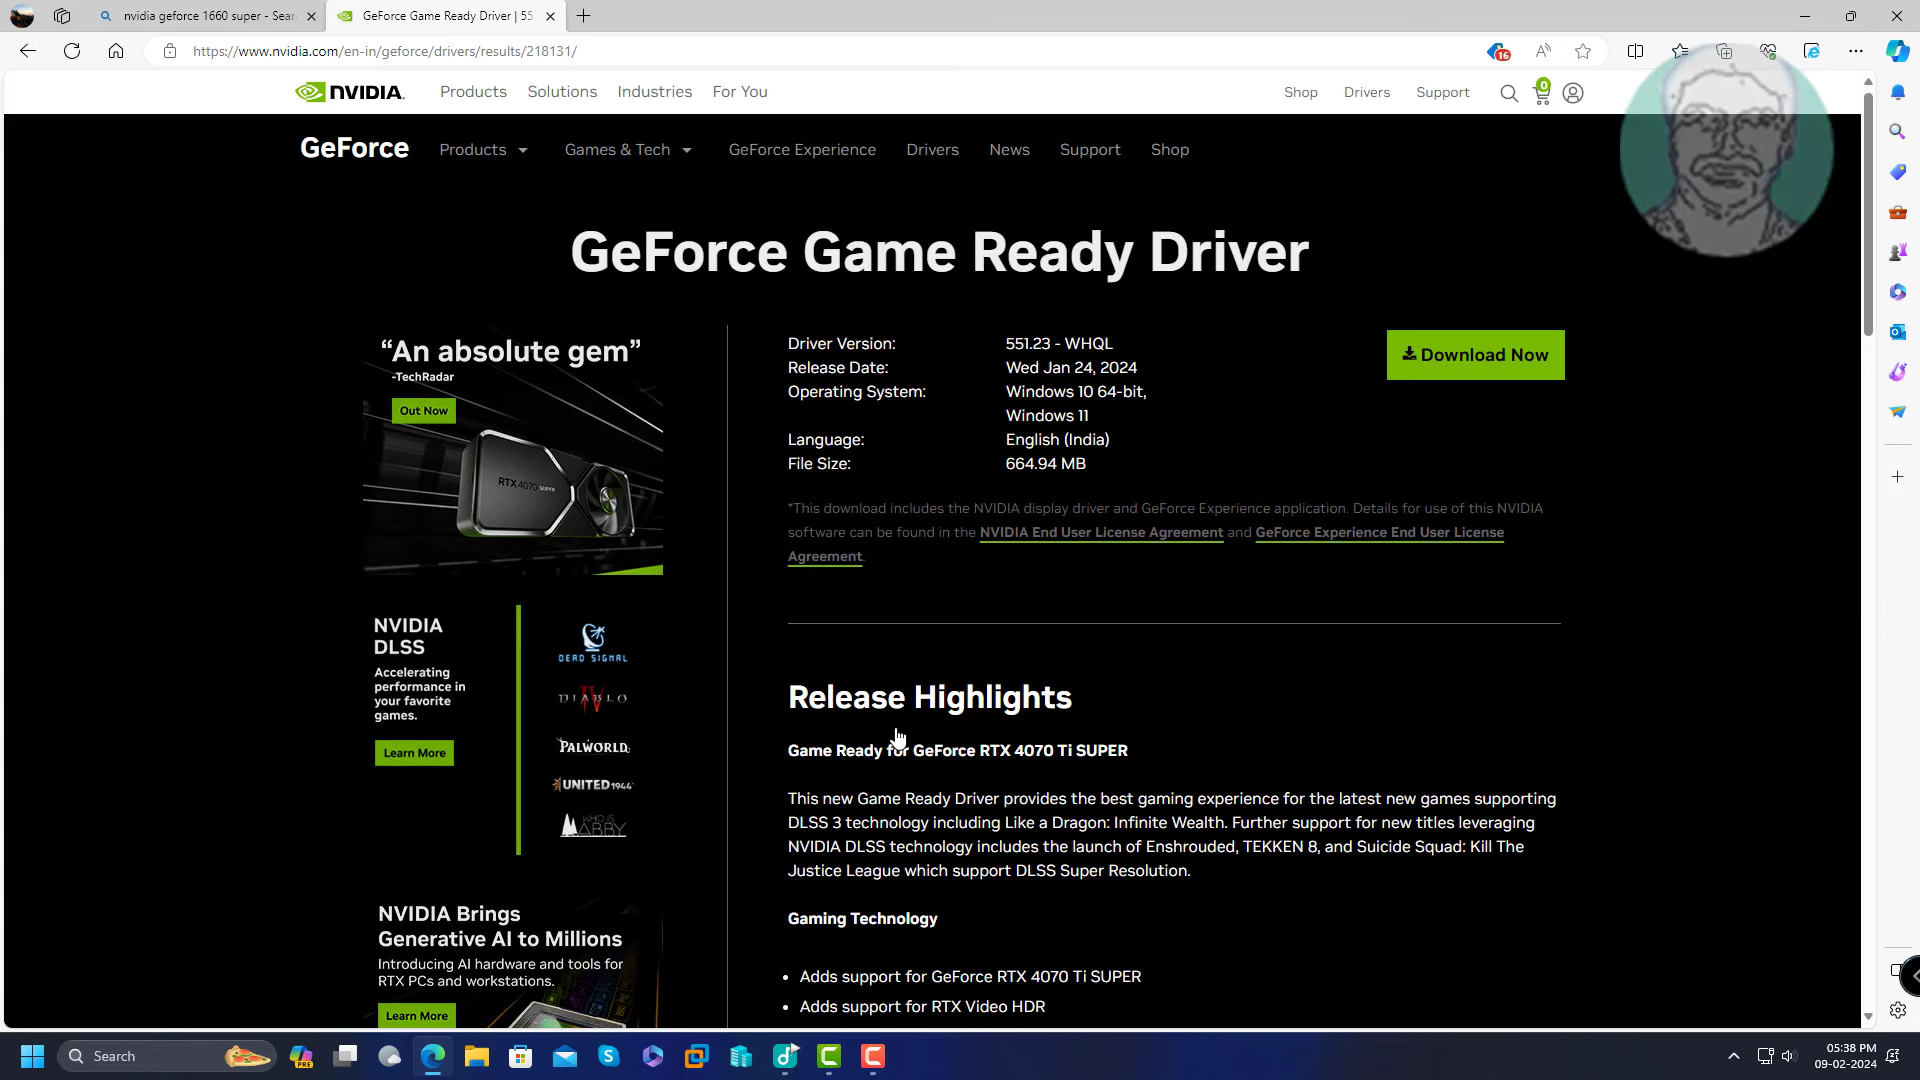 nvidia geforce 1660 super - Sear
GeForce Game Ready Driver | 55
https://www.nvidia.com/en-in/geforce/drivers/results/218131/
16
NVIDIA.
Products
Solutions
Industries
For You
Shop
Drivers
Support
0
GeForce
Products
Games & Tech
GeForce Experience
Drivers
News
Support
Shop
GeForce Game Ready Driver
“An absolute gem”
-TechRadar
Out Now
RTX 4070 SUPER
Driver Version: 551.23 - WHQL
Release Date: Wed Jan 24, 2024
Operating System: Windows 10 64-bit,
Windows 11
Language: English (India)
File Size: 664.94 MB
Download Now
*This download includes the NVIDIA display driver and GeForce Experience application. Details for use of this NVIDIA
software can be found in the NVIDIA End User License Agreement and GeForce Experience End User License
Agreement.
NVIDIA
DLSS
Accelerating
performance in
your favorite
games.
Learn More
DEAD SIGNAL
DIABLO IV
PALWORLD
UNITED 1944
WHO IS
ABBY
Release Highlights
Game Ready for GeForce RTX 4070 Ti SUPER
This new Game Ready Driver provides the best gaming experience for the latest new games supporting
DLSS 3 technology including Like a Dragon: Infinite Wealth. Further support for new titles leveraging
NVIDIA DLSS technology includes the launch of Enshrouded, TEKKEN 8, and Suicide Squad: Kill The
Justice League which support DLSS Super Resolution.
Gaming Technology
• Adds support for GeForce RTX 4070 Ti SUPER
• Adds support for RTX Video HDR
NVIDIA Brings
Generative AI to Millions
Introducing AI hardware and tools for
RTX PCs and workstations.
Learn More
Search
PRE
05:38 PM
09-02-2024